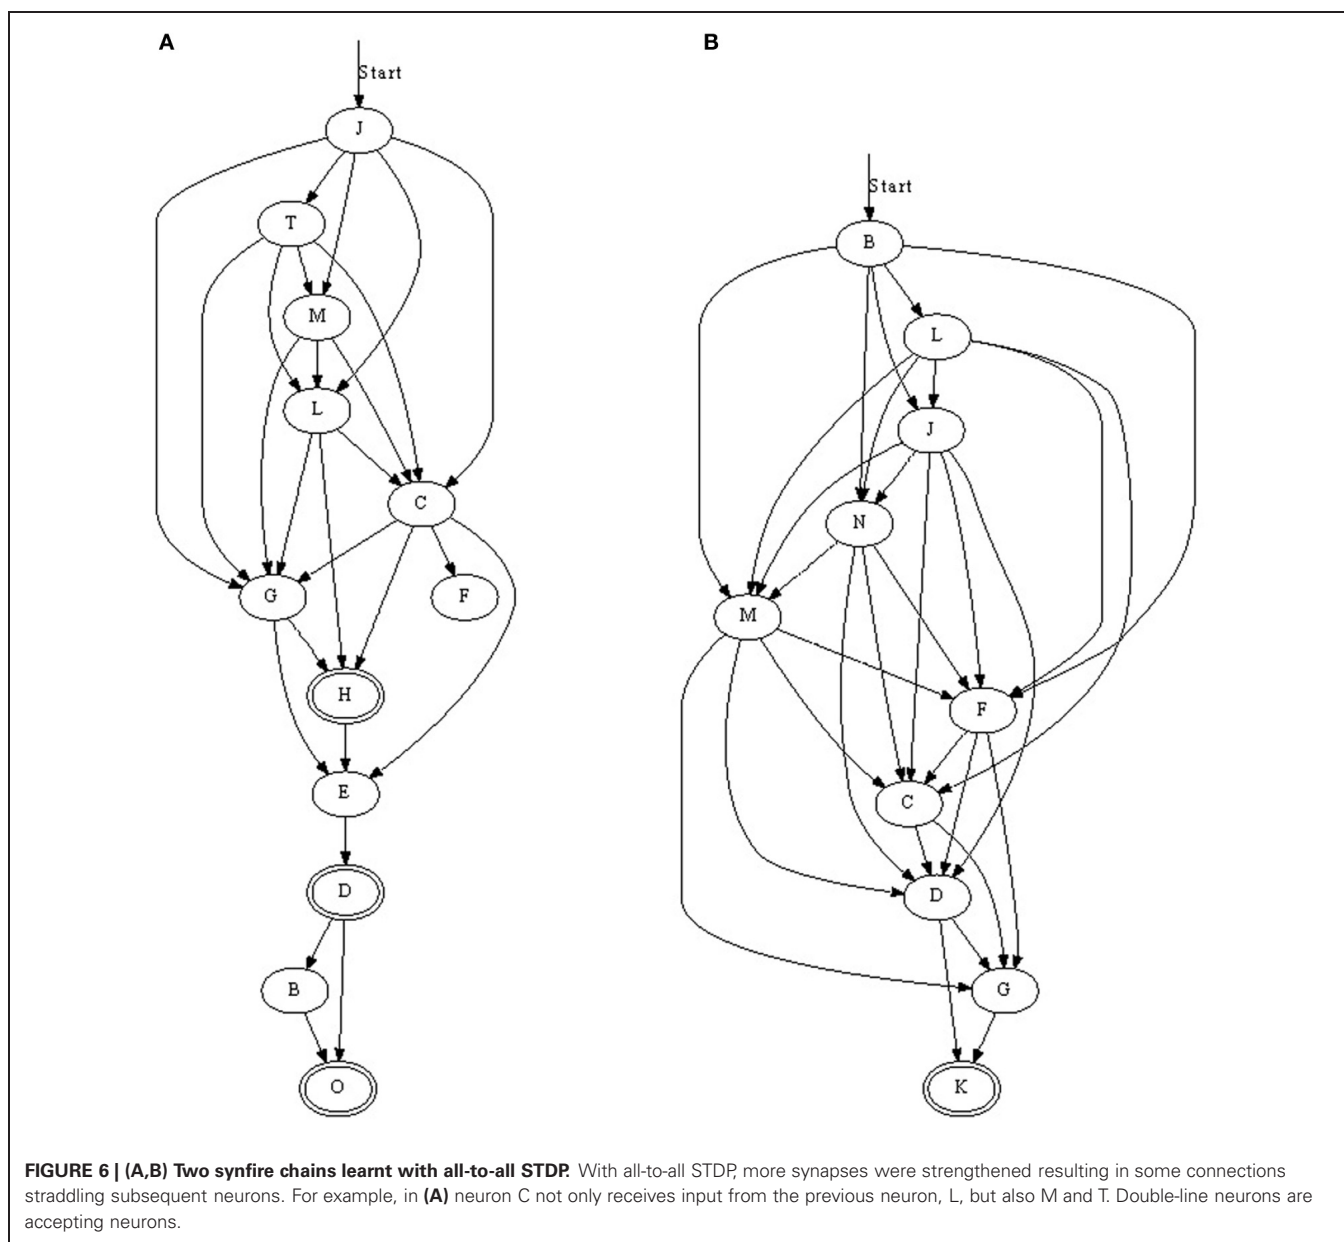 A
B
Start
J
T
M
L
C
G
F
H
E
D
B
O
Start
B
L
J
N
M
F
C
D
G
K
FIGURE 6 | (A,B) Two synfire chains learnt with all-to-all STDP. With all-to-all STDP, more synapses were strengthened resulting in some connections
straddling subsequent neurons. For example, in (A) neuron C not only receives input from the previous neuron, L, but also M and T. Double-line neurons are
accepting neurons.